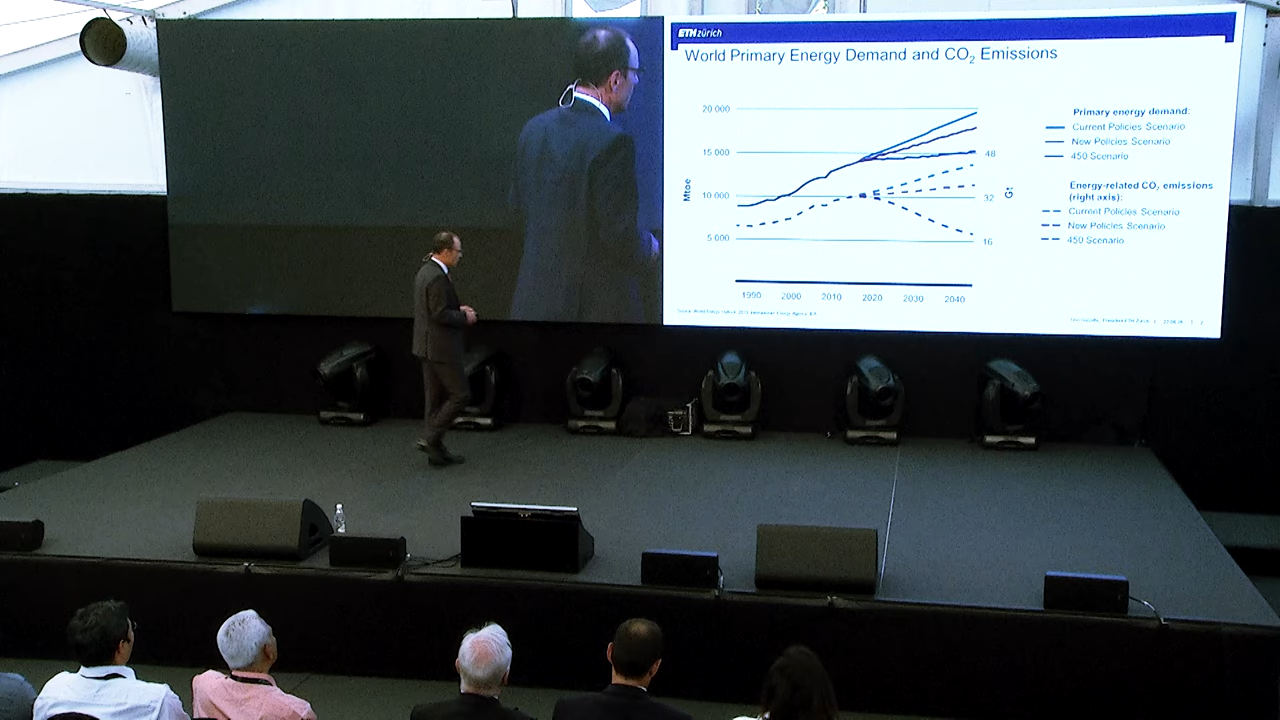 ETH zürich
World Primary Energy Demand and CO₂ Emissions
20 000
15 000
10 000
5 000
Mtoe
48
32
16
Gt
1990 2000 2010 2020 2030 2040
Primary energy demand:
Current Policies Scenario
New Policies Scenario
450 Scenario
Energy-related CO₂ emissions
(right axis):
Current Policies Scenario
New Policies Scenario
450 Scenario